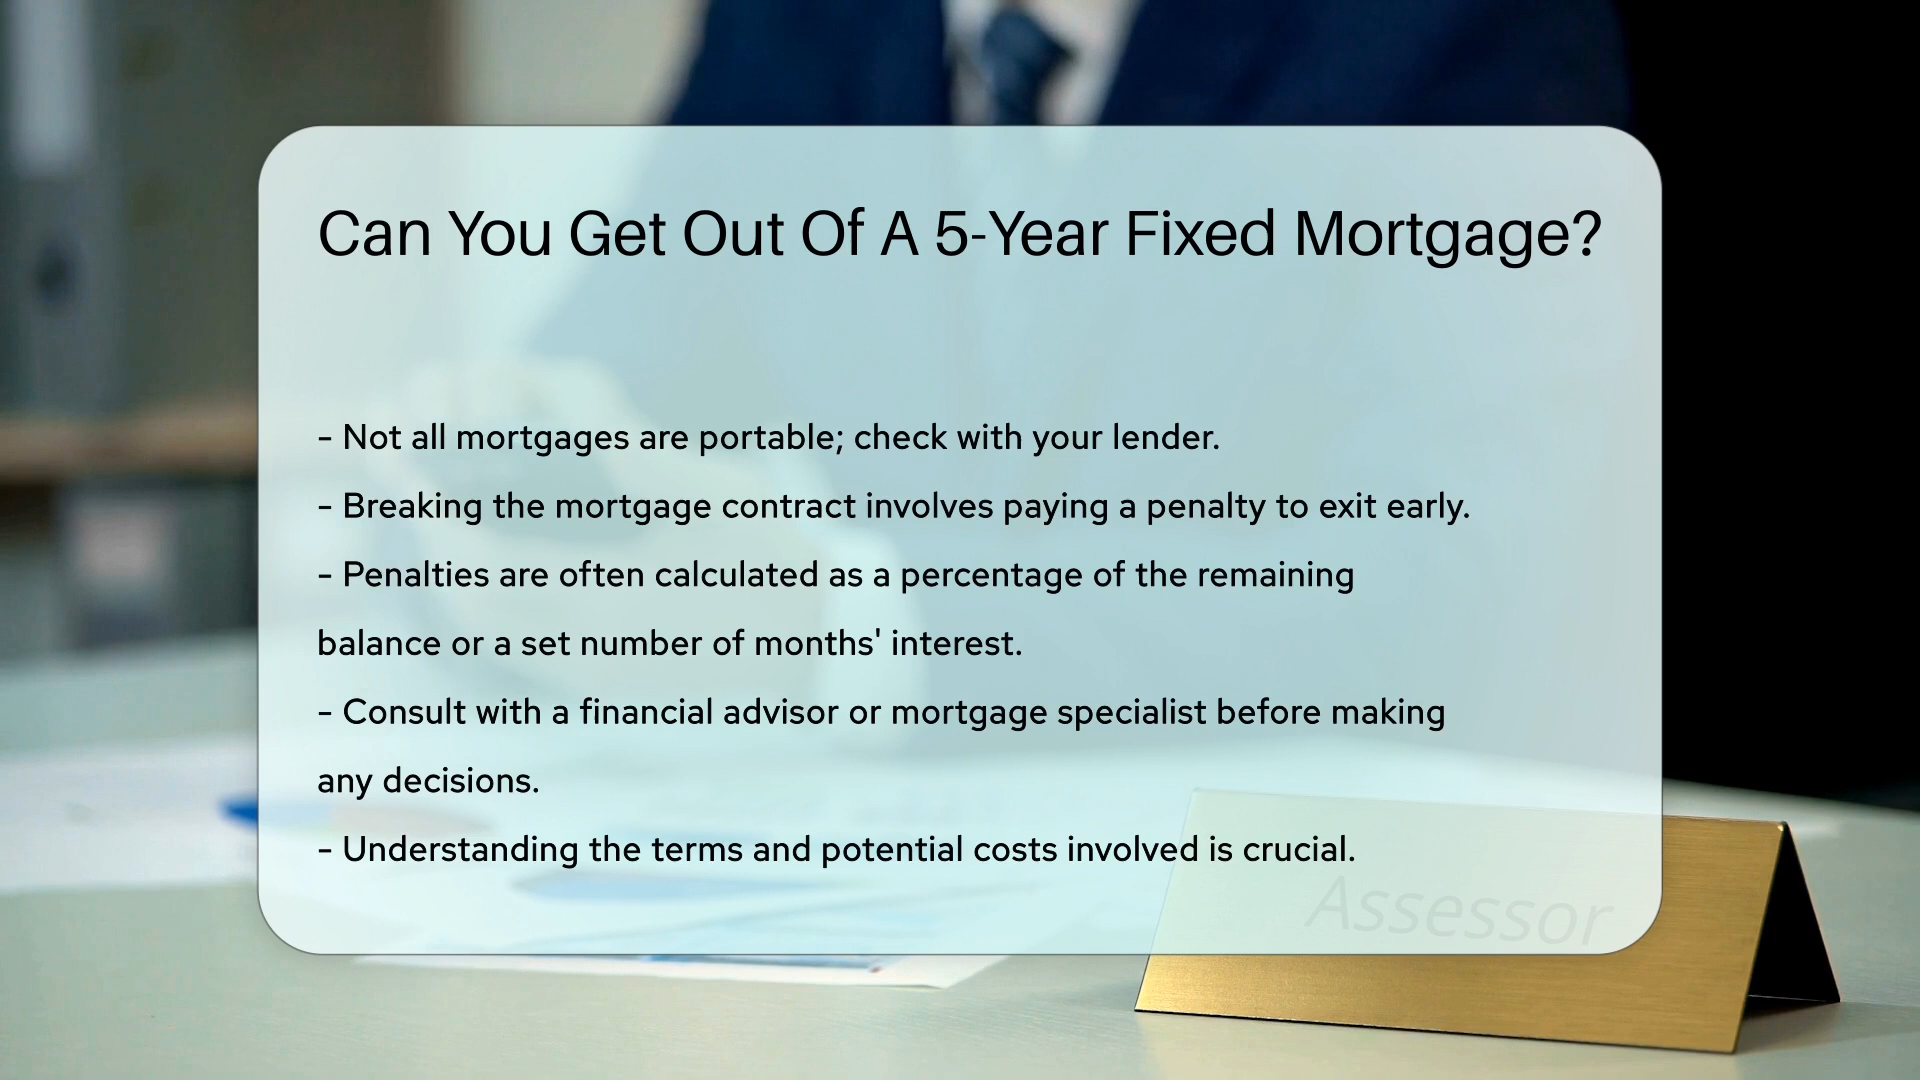 Can You Get Out Of A 5-Year Fixed Mortgage?
- Not all mortgages are portable; check with your lender.
- Breaking the mortgage contract involves paying a penalty to exit early.
- Penalties are often calculated as a percentage of the remaining
balance or a set number of months' interest.
- Consult with a financial advisor or mortgage specialist before making
any decisions.
- Understanding the terms and potential costs involved is crucial.
Assessor